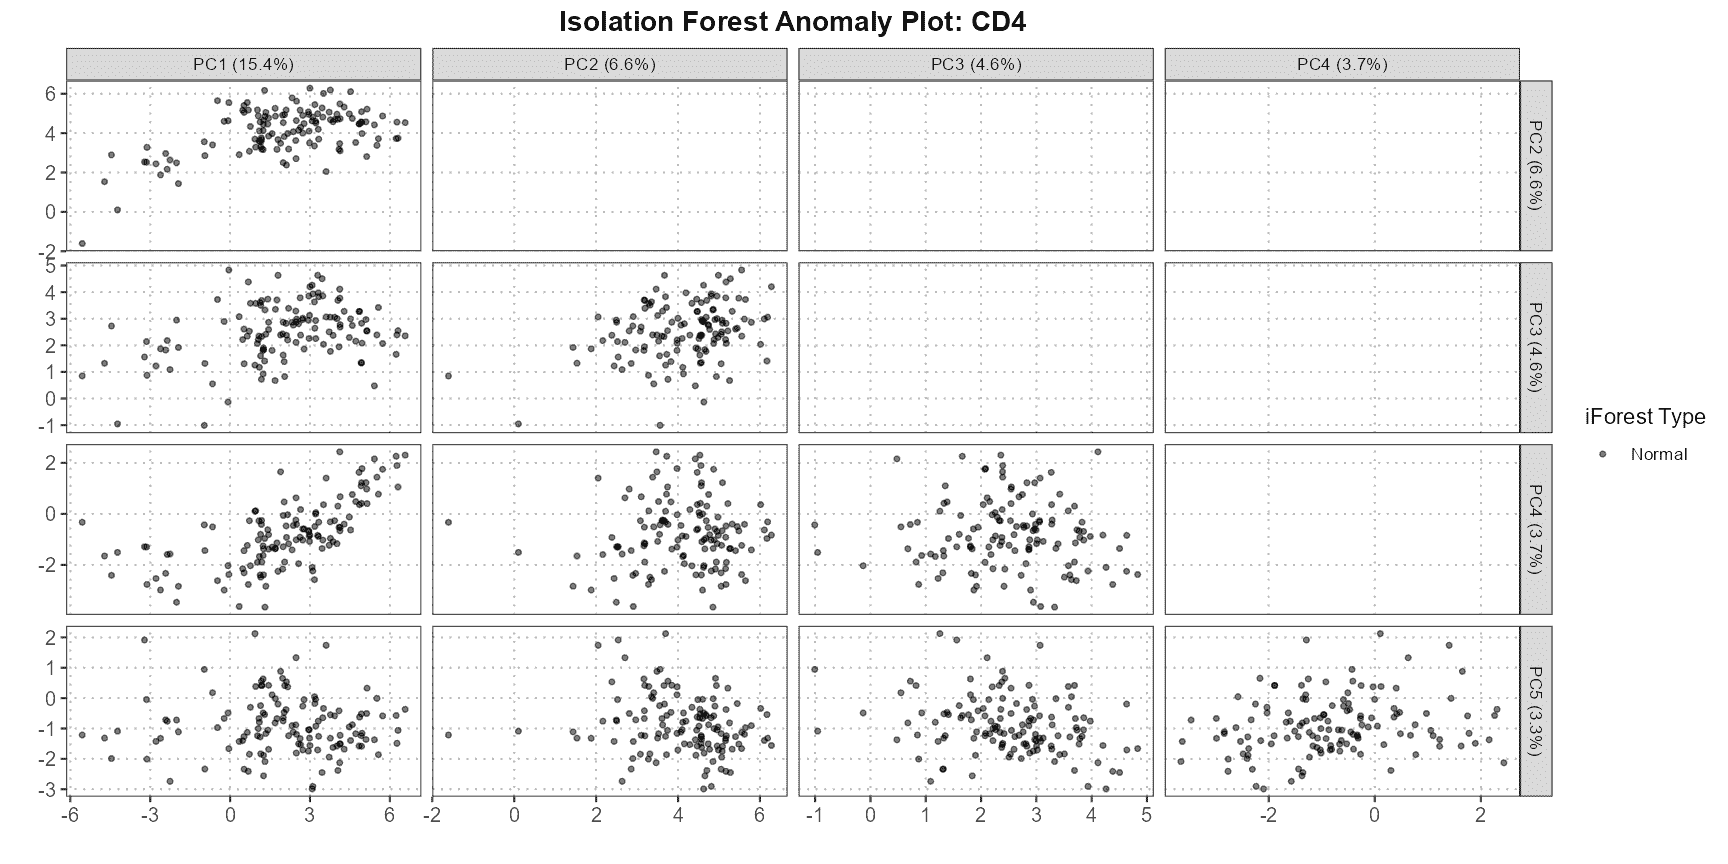 Isolation Forest Anomaly Plot: CD4
PC1 (15.4%) PC2 (6.6%) PC3 (4.6%) PC4 (3.7%)
6
4
2
0
-2
PC2 (6.6%)
5
4
3
2
1
0
-1
PC3 (4.6%)
iForest Type
Normal
2
0
-2
PC4 (3.7%)
2
1
0
-1
-2
-3
PC5 (3.3%)
-6 -3 0 3 6 -2 0 2 4 6 -1 0 1 2 3 4 5 -2 0 2